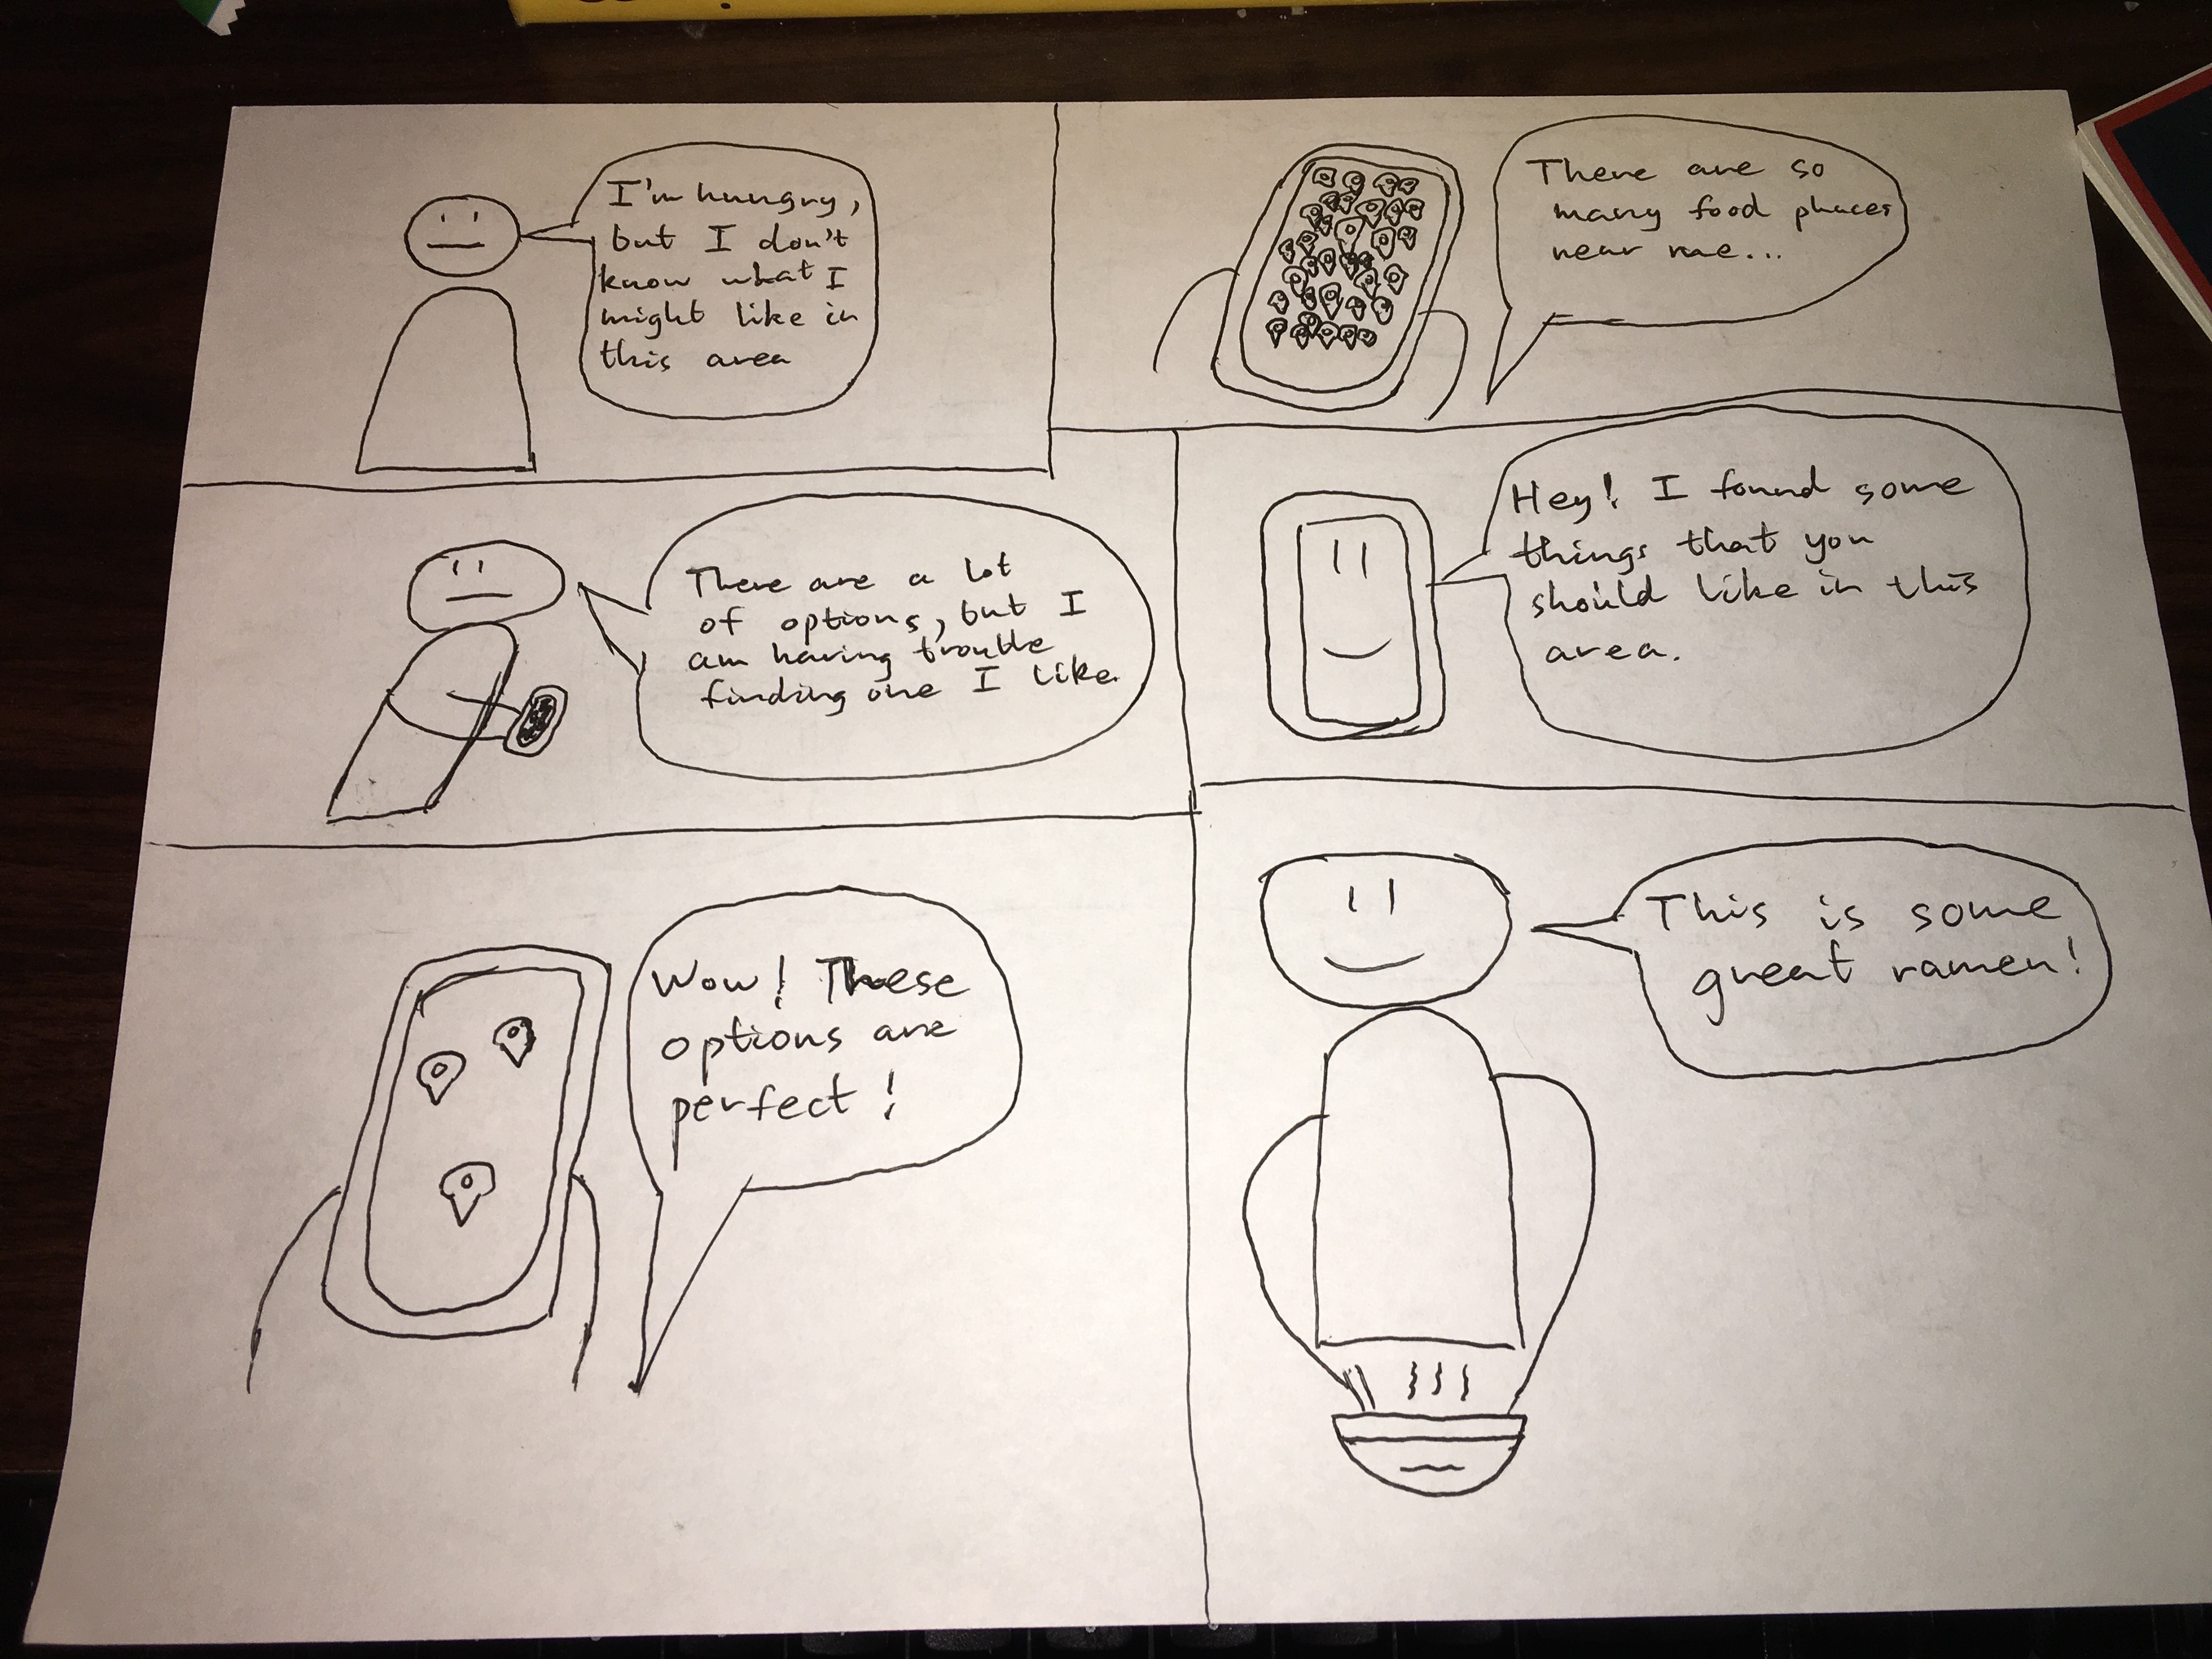 I'm hungry,
but I don't
know what I
might like in
this area
There are so
many food places
near me...
There are a lot
of options, but I
am having trouble
finding one I like
Hey! I found some
things that you
should like in this
area.
Wow! These
options are
perfect!
This is some
great ramen!